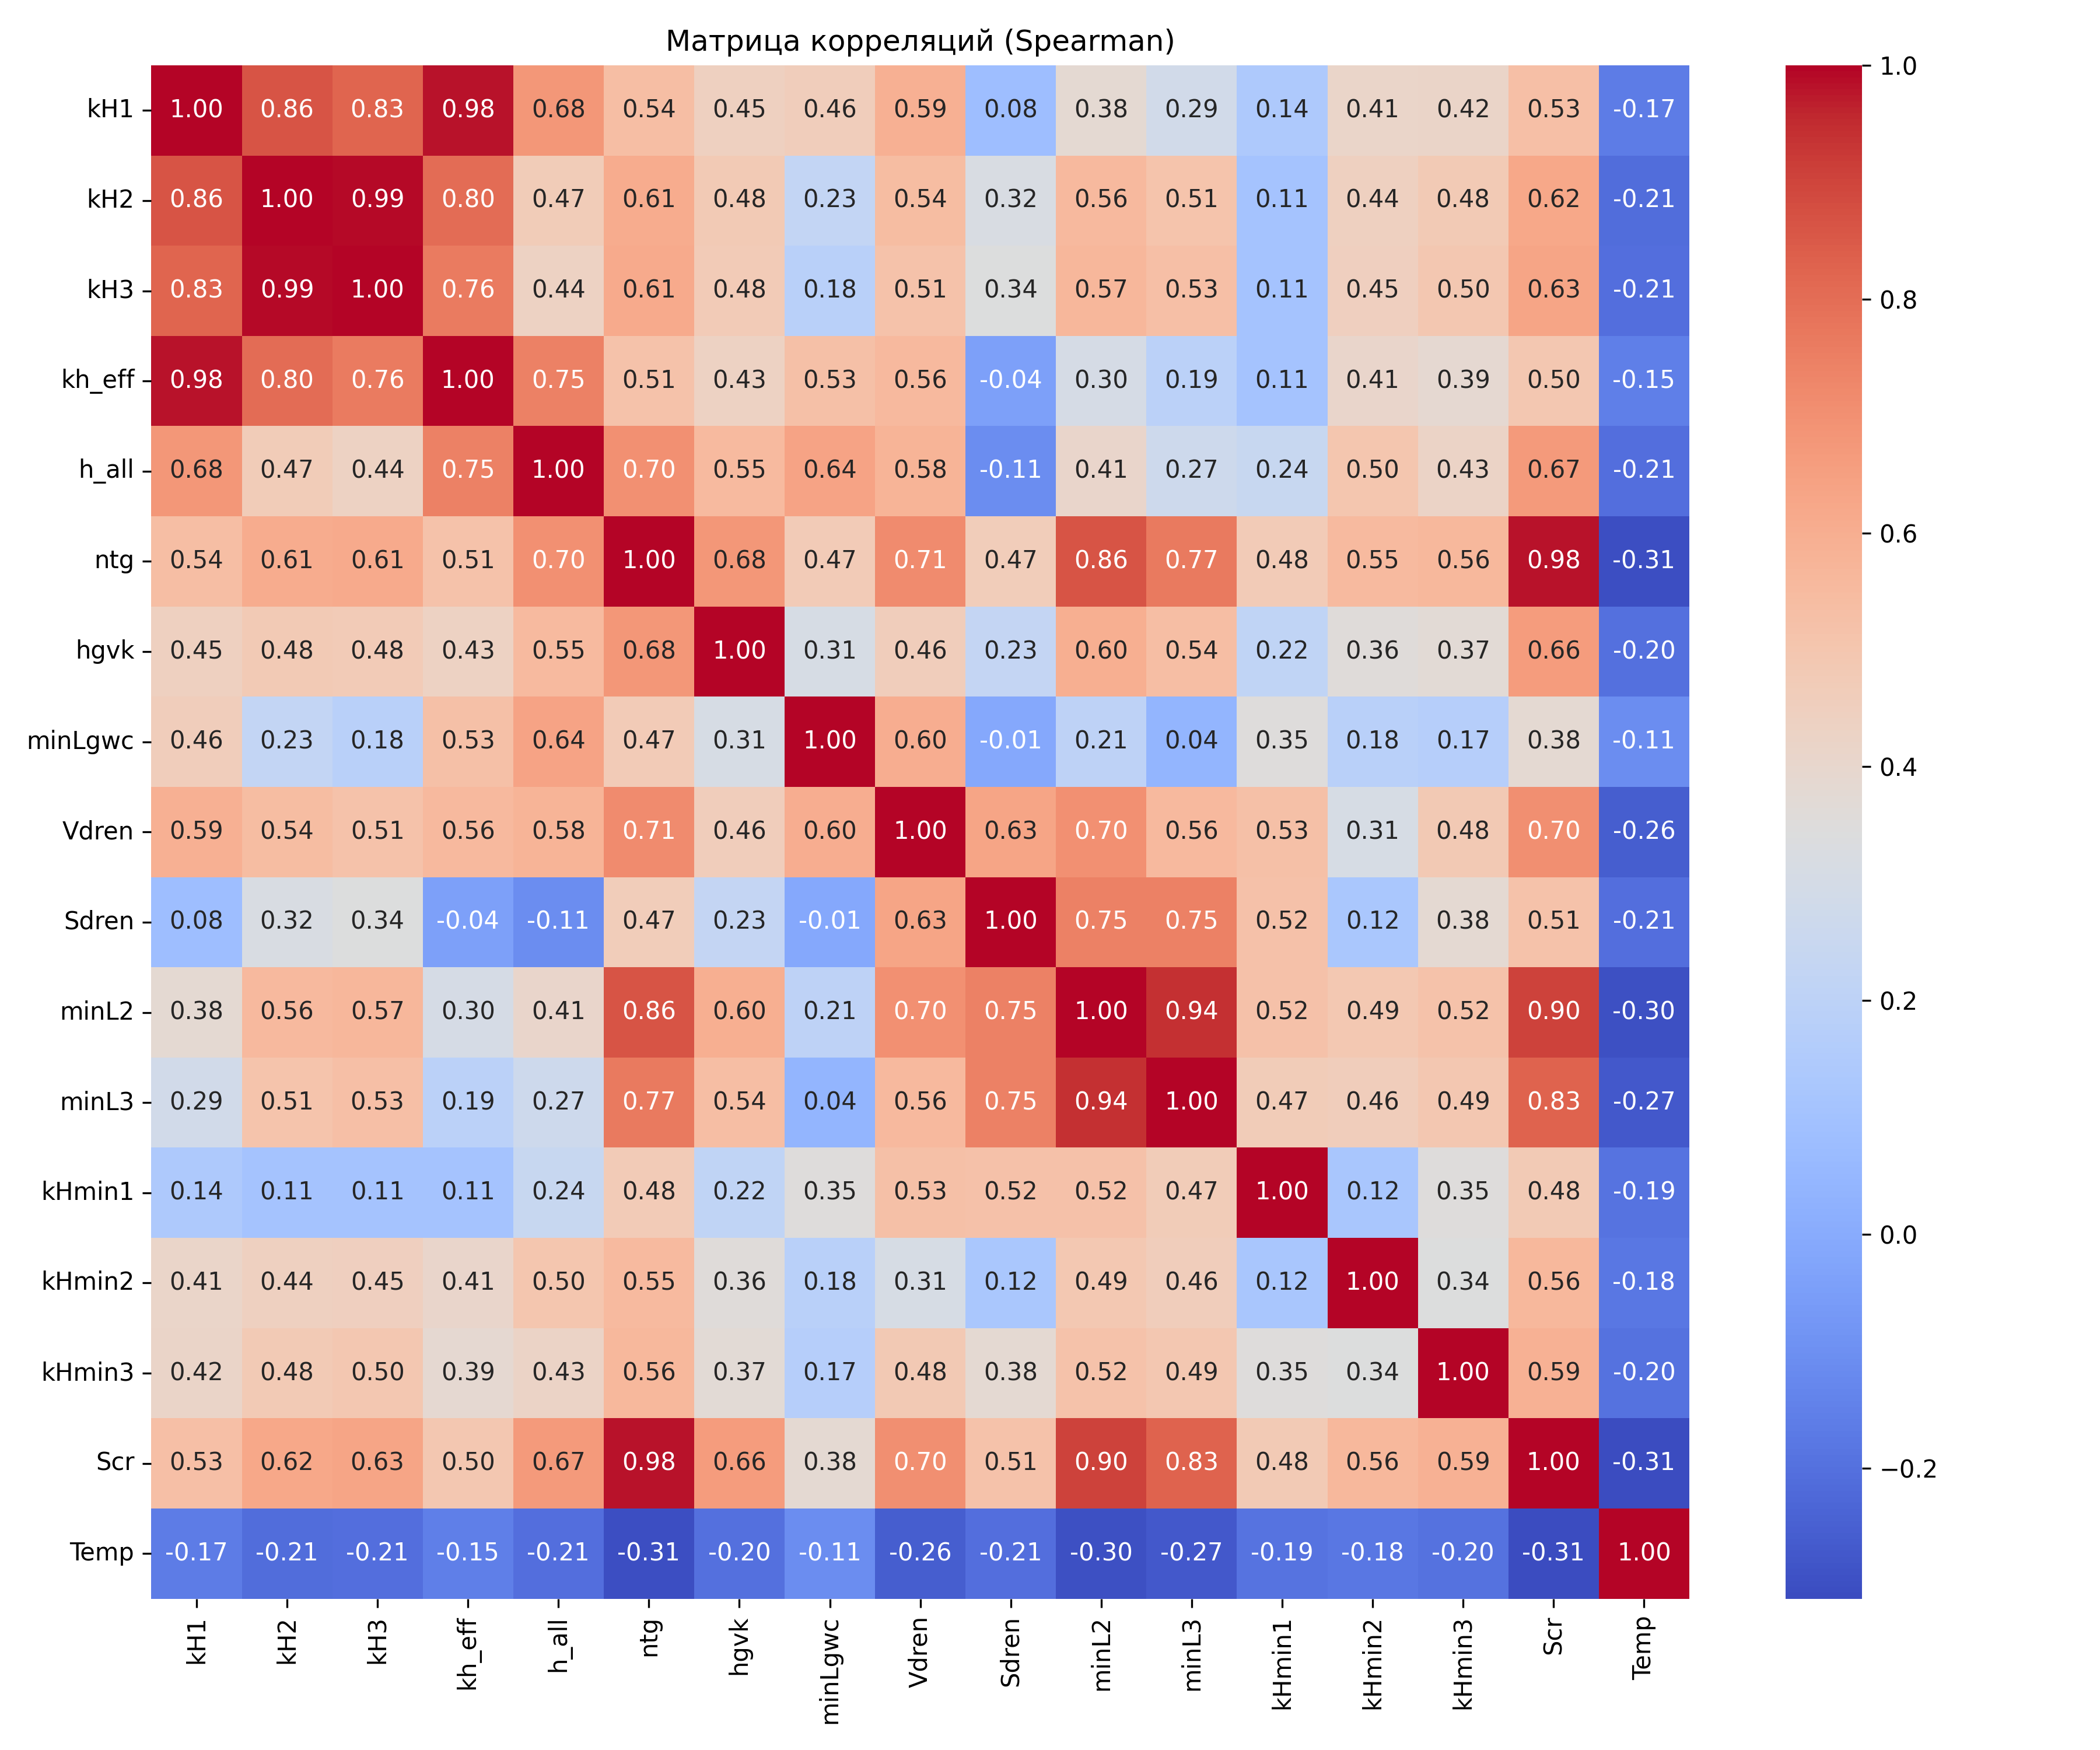 Матрица корреляций (Spearman)
kH1 1.00 0.86 0.83 0.98 0.68 0.54 0.45 0.46 0.59 0.08 0.38 0.29 0.14 0.41 0.42 0.53 -0.17
kH2 0.86 1.00 0.99 0.80 0.47 0.61 0.48 0.23 0.54 0.32 0.56 0.51 0.11 0.44 0.48 0.62 -0.21
kH3 0.83 0.99 1.00 0.76 0.44 0.61 0.48 0.18 0.51 0.34 0.57 0.53 0.11 0.45 0.50 0.63 -0.21
kh_eff 0.98 0.80 0.76 1.00 0.75 0.51 0.43 0.53 0.56 -0.04 0.30 0.19 0.11 0.41 0.39 0.50 -0.15
h_all 0.68 0.47 0.44 0.75 1.00 0.70 0.55 0.64 0.58 -0.11 0.41 0.27 0.24 0.50 0.43 0.67 -0.21
ntg 0.54 0.61 0.61 0.51 0.70 1.00 0.68 0.47 0.71 0.47 0.86 0.77 0.48 0.55 0.56 0.98 -0.31
hgvk 0.45 0.48 0.48 0.43 0.55 0.68 1.00 0.31 0.46 0.23 0.60 0.54 0.22 0.36 0.37 0.66 -0.20
minLgwc 0.46 0.23 0.18 0.53 0.64 0.47 0.31 1.00 0.60 -0.01 0.21 0.04 0.35 0.18 0.17 0.38 -0.11
Vdren 0.59 0.54 0.51 0.56 0.58 0.71 0.46 0.60 1.00 0.63 0.70 0.56 0.53 0.31 0.48 0.70 -0.26
Sdren 0.08 0.32 0.34 -0.04 -0.11 0.47 0.23 -0.01 0.63 1.00 0.75 0.75 0.52 0.12 0.38 0.51 -0.21
minL2 0.38 0.56 0.57 0.30 0.41 0.86 0.60 0.21 0.70 0.75 1.00 0.94 0.52 0.49 0.52 0.90 -0.30
minL3 0.29 0.51 0.53 0.19 0.27 0.77 0.54 0.04 0.56 0.75 0.94 1.00 0.47 0.46 0.49 0.83 -0.27
kHmin1 0.14 0.11 0.11 0.11 0.24 0.48 0.22 0.35 0.53 0.52 0.52 0.47 1.00 0.12 0.35 0.48 -0.19
kHmin2 0.41 0.44 0.45 0.41 0.50 0.55 0.36 0.18 0.31 0.12 0.49 0.46 0.12 1.00 0.34 0.56 -0.18
kHmin3 0.42 0.48 0.50 0.39 0.43 0.56 0.37 0.17 0.48 0.38 0.52 0.49 0.35 0.34 1.00 0.59 -0.20
Scr 0.53 0.62 0.63 0.50 0.67 0.98 0.66 0.38 0.70 0.51 0.90 0.83 0.48 0.56 0.59 1.00 -0.31
Temp -0.17 -0.21 -0.21 -0.15 -0.21 -0.31 -0.20 -0.11 -0.26 -0.21 -0.30 -0.27 -0.19 -0.18 -0.20 -0.31 1.00
kH1 kH2 kH3 kh_eff h_all ntg hgvk minLgwc Vdren Sdren minL2 minL3 kHmin1 kHmin2 kHmin3 Scr Temp
1.0
0.8
0.6
0.4
0.2
0.0
−0.2